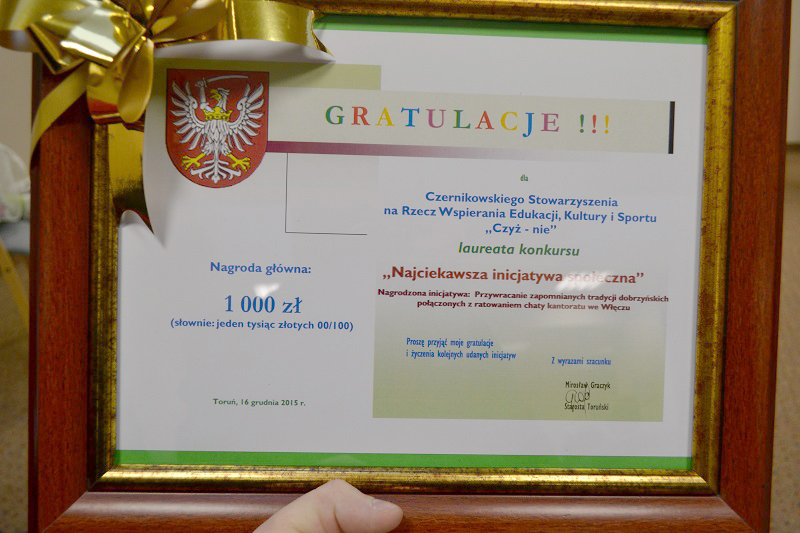 GRATULACJE !!!
dla
Czernikowskiego Stowarzyszenia
na Rzecz Wspierania Edukacji, Kultury i Sportu
„Czyż - nie”
laureata konkursu
„Najciekawsza inicjatywa społeczna”
Nagrodzona inicjatywa: Przywracanie zapomnianych tradycji dobrzyńskich
połączonych z ratowaniem chaty kantoratu we Włęczu
Nagroda główna:
1 000 zł
(słownie: jeden tysiąc złotych 00/100)
Proszę przyjąć moje gratulacje
i życzenia kolejnych udanych inicjatyw
Z wyrazami szacunku
Mirosław Graczyk
Starosta Toruński
Toruń, 16 grudnia 2015 r.